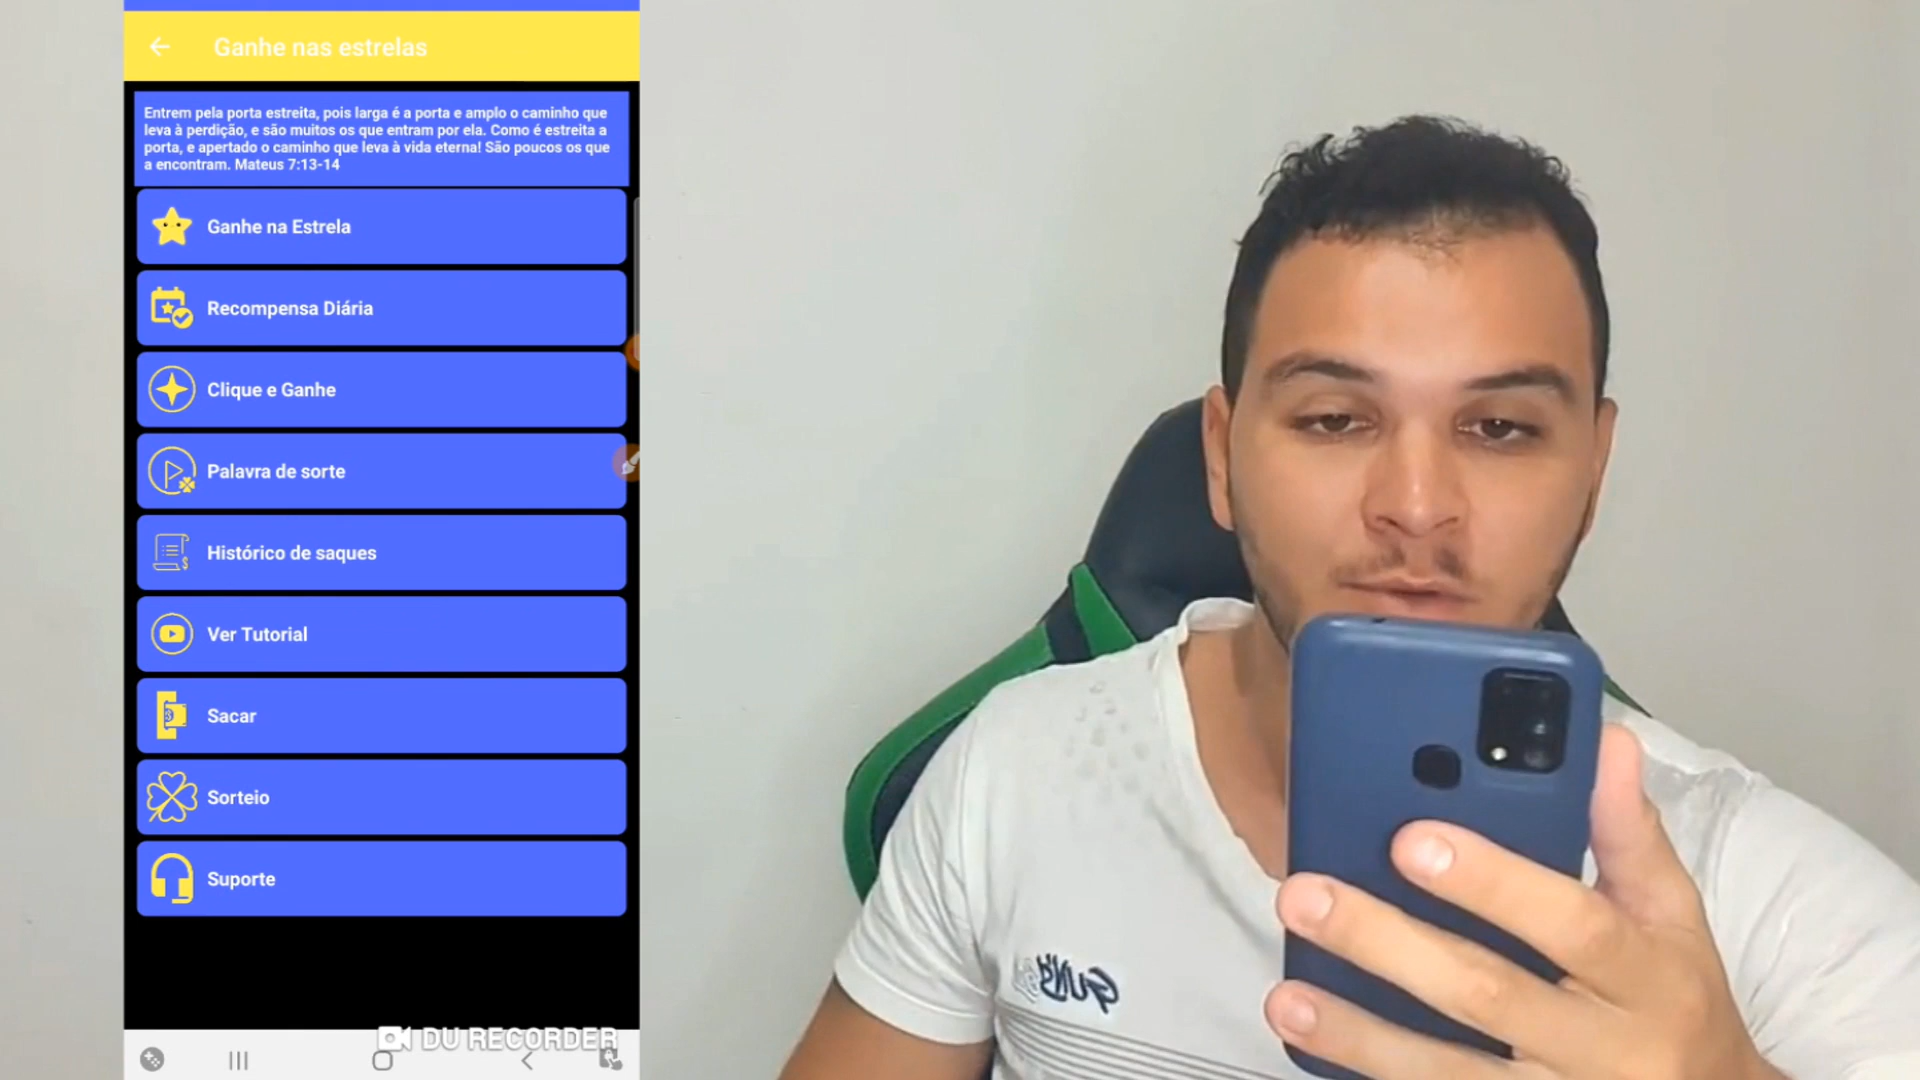 Ganhe nas estrelas
Entrem pela porta estreita, pois larga é a porta e amplo o caminho que
leva à perdição, e são muitos os que entram por ela. Como é estreita a
porta, e apertado o caminho que leva à vida eterna! São poucos os que
a encontram. Mateus 7:13-14
Ganhe na Estrela
Recompensa Diária
Clique e Ganhe
Palavra de sorte
Histórico de saques
Ver Tutorial
Sacar
Sorteio
Suporte
DU RECORDER